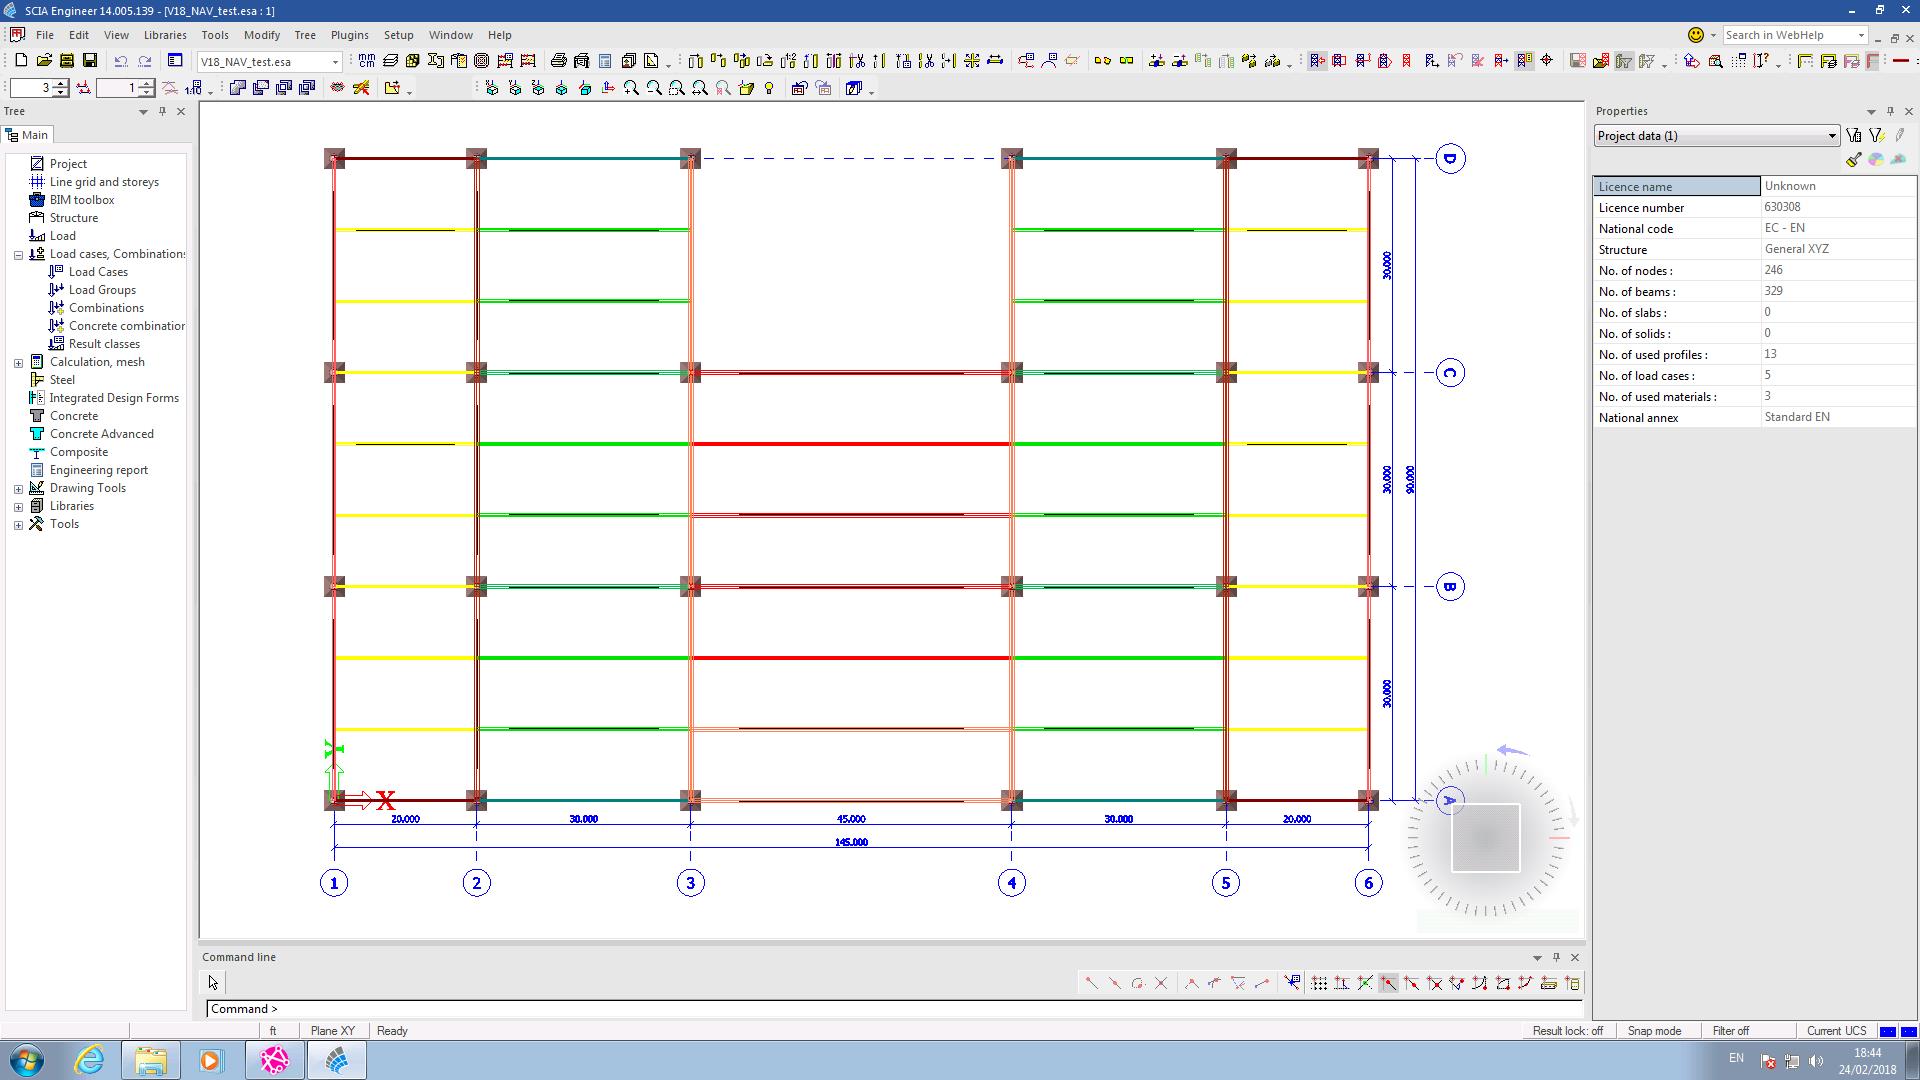 SCIA Engineer 14.005.139 - [V18_NAV_test.esa : 1]
File Edit View Libraries Tools Modify Tree Plugins Setup Window Help
Search in WebHelp
V18_NAV_test.esa
3
1
Tree
Main
Project
Line grid and storeys
BIM toolbox
Structure
Load
Load cases, Combinations
Load Cases
Load Groups
Combinations
Concrete combination
Result classes
Calculation, mesh
Steel
Integrated Design Forms
Concrete
Concrete Advanced
Composite
Engineering report
Drawing Tools
Libraries
Tools
D
30.000
C
30.000
90.000
B
30.000
A
Y
X
20.000 30.000 45.000 30.000 20.000
145.000
1 2 3 4 5 6
Properties
Project data (1)
Licence name Unknown
Licence number 630308
National code EC - EN
Structure General XYZ
No. of nodes : 246
No. of beams : 329
No. of slabs : 0
No. of solids : 0
No. of used profiles : 13
No. of load cases : 5
No. of used materials : 3
National annex Standard EN
Command line
Command >
ft Plane XY Ready
Result lock: off Snap mode Filter off Current UCS
EN
18:44
24/02/2018